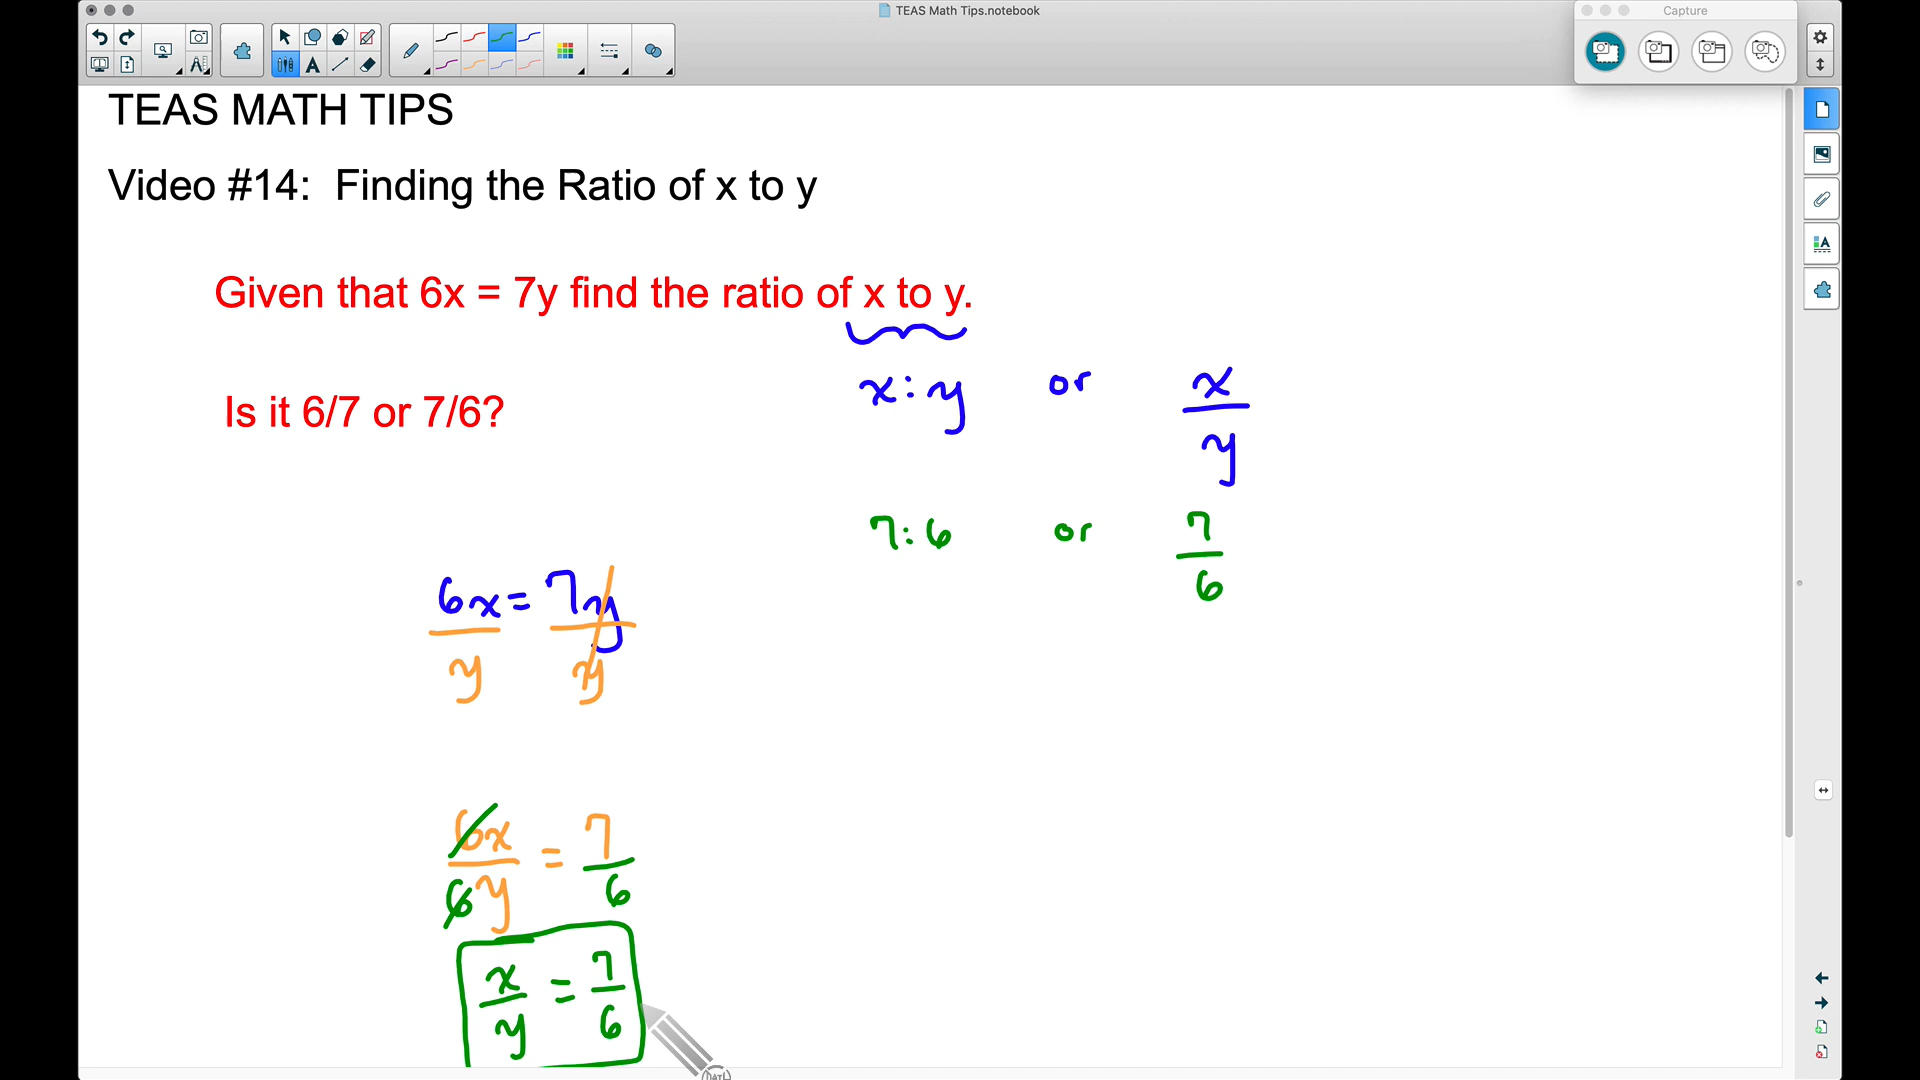 TEAS Math Tips.notebook
Capture
TEAS MATH TIPS
Video #14: Finding the Ratio of x to y
Given that 6x = 7y find the ratio of x to y.
x : y or x/y
Is it 6/7 or 7/6?
7 : 6 or 7/6
6x/y = 7y/y
6x/6y = 7/6
x/y = 7/6